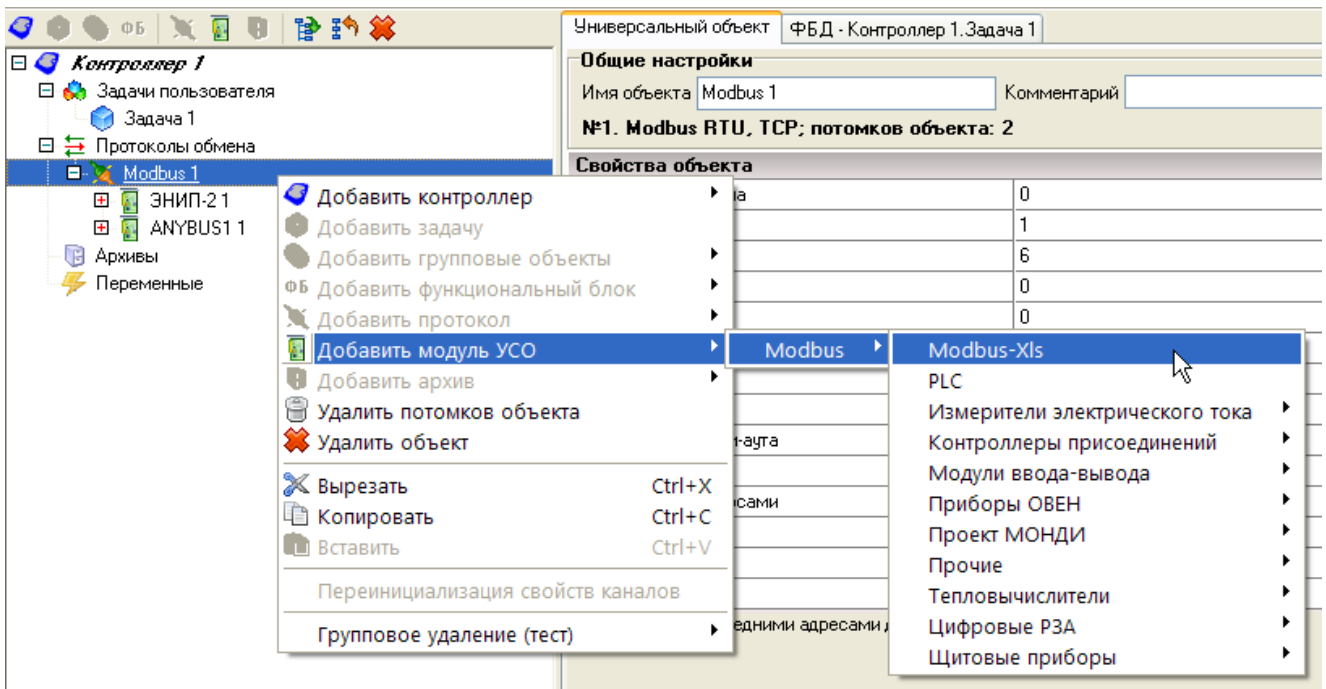 ФБ
Универсальный объект ФБД - Контроллер 1.Задача 1
Контроллер 1
Задачи пользователя
Задача 1
Протоколы обмена
Modbus 1
ЭНИП-2 1
ANYBUS1 1
Архивы
Переменные
Общие настройки
Имя объекта Modbus 1 Комментарий
№1. Modbus RTU, TCP; потомков объекта: 2
Свойства объекта
0
1
6
0
0
и-аута
едними адресами
Добавить контроллер
Добавить задачу
Добавить групповые объекты
ФБ Добавить функциональный блок
Добавить протокол
Добавить модуль УСО
Добавить архив
Удалить потомков объекта
Удалить объект
Вырезать Ctrl+X
Копировать Ctrl+C
Вставить Ctrl+V
Переинициализация свойств каналов
Групповое удаление (тест)
Modbus
Modbus-Xls
PLC
Измерители электрического тока
Контроллеры присоединений
Модули ввода-вывода
Приборы ОВЕН
Проект МОНДИ
Прочие
Тепловычислители
Цифровые РЗА
Щитовые приборы